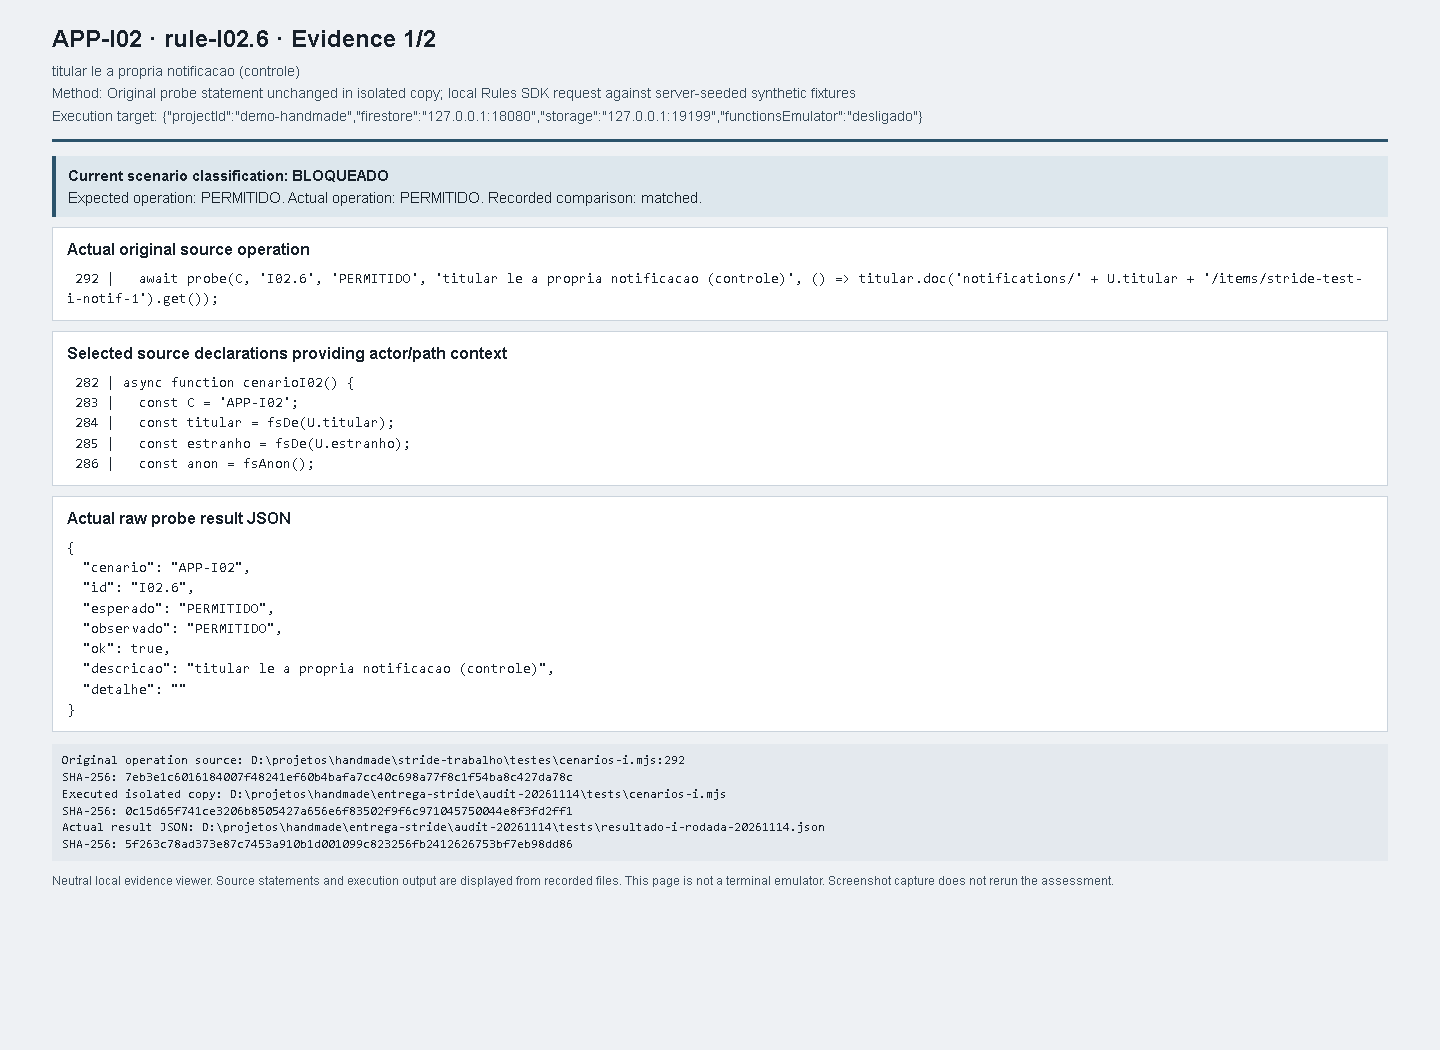 APP-I02 · rule-I02.6 · Evidence 1/2
titular le a propria notificacao (controle)
Method: Original probe statement unchanged in isolated copy; local Rules SDK request against server-seeded synthetic fixtures
Execution target: {"projectId":"demo-handmade","firestore":"127.0.0.1:18080","storage":"127.0.0.1:19199","functionsEmulator":"desligado"}
Current scenario classification: BLOQUEADO
Expected operation: PERMITIDO. Actual operation: PERMITIDO. Recorded comparison: matched.
Actual original source operation
292 |   await probe(C, 'I02.6', 'PERMITIDO', 'titular le a propria notificacao (controle)', () => titular.doc('notifications/' + U.titular + '/items/stride-test-
i-notif-1').get());
Selected source declarations providing actor/path context
282 | async function cenarioI02() {
283 |   const C = 'APP-I02';
284 |   const titular = fsDe(U.titular);
285 |   const estranho = fsDe(U.estranho);
286 |   const anon = fsAnon();
Actual raw probe result JSON
{
  "cenario": "APP-I02",
  "id": "I02.6",
  "esperado": "PERMITIDO",
  "observado": "PERMITIDO",
  "ok": true,
  "descricao": "titular le a propria notificacao (controle)",
  "detalhe": ""
}
Original operation source: D:\projetos\handmade\stride-trabalho\testes\cenarios-i.mjs:292
SHA-256: 7eb3e1c6016184007f48241ef60b4bafa7cc40c698a77f8c1f54ba8c427da78c
Executed isolated copy: D:\projetos\handmade\entrega-stride\audit-20261114\tests\cenarios-i.mjs
SHA-256: 0c15d65f741ce3206b8505427a656e6f83502f9f6c971045750044e8f3fd2ff1
Actual result JSON: D:\projetos\handmade\entrega-stride\audit-20261114\tests\resultado-i-rodada-20261114.json
SHA-256: 5f263c78ad373e87c7453a910b1d001099c823256fb2412626753bf7eb98dd86
Neutral local evidence viewer. Source statements and execution output are displayed from recorded files. This page is not a terminal emulator. Screenshot capture does not rerun the assessment.